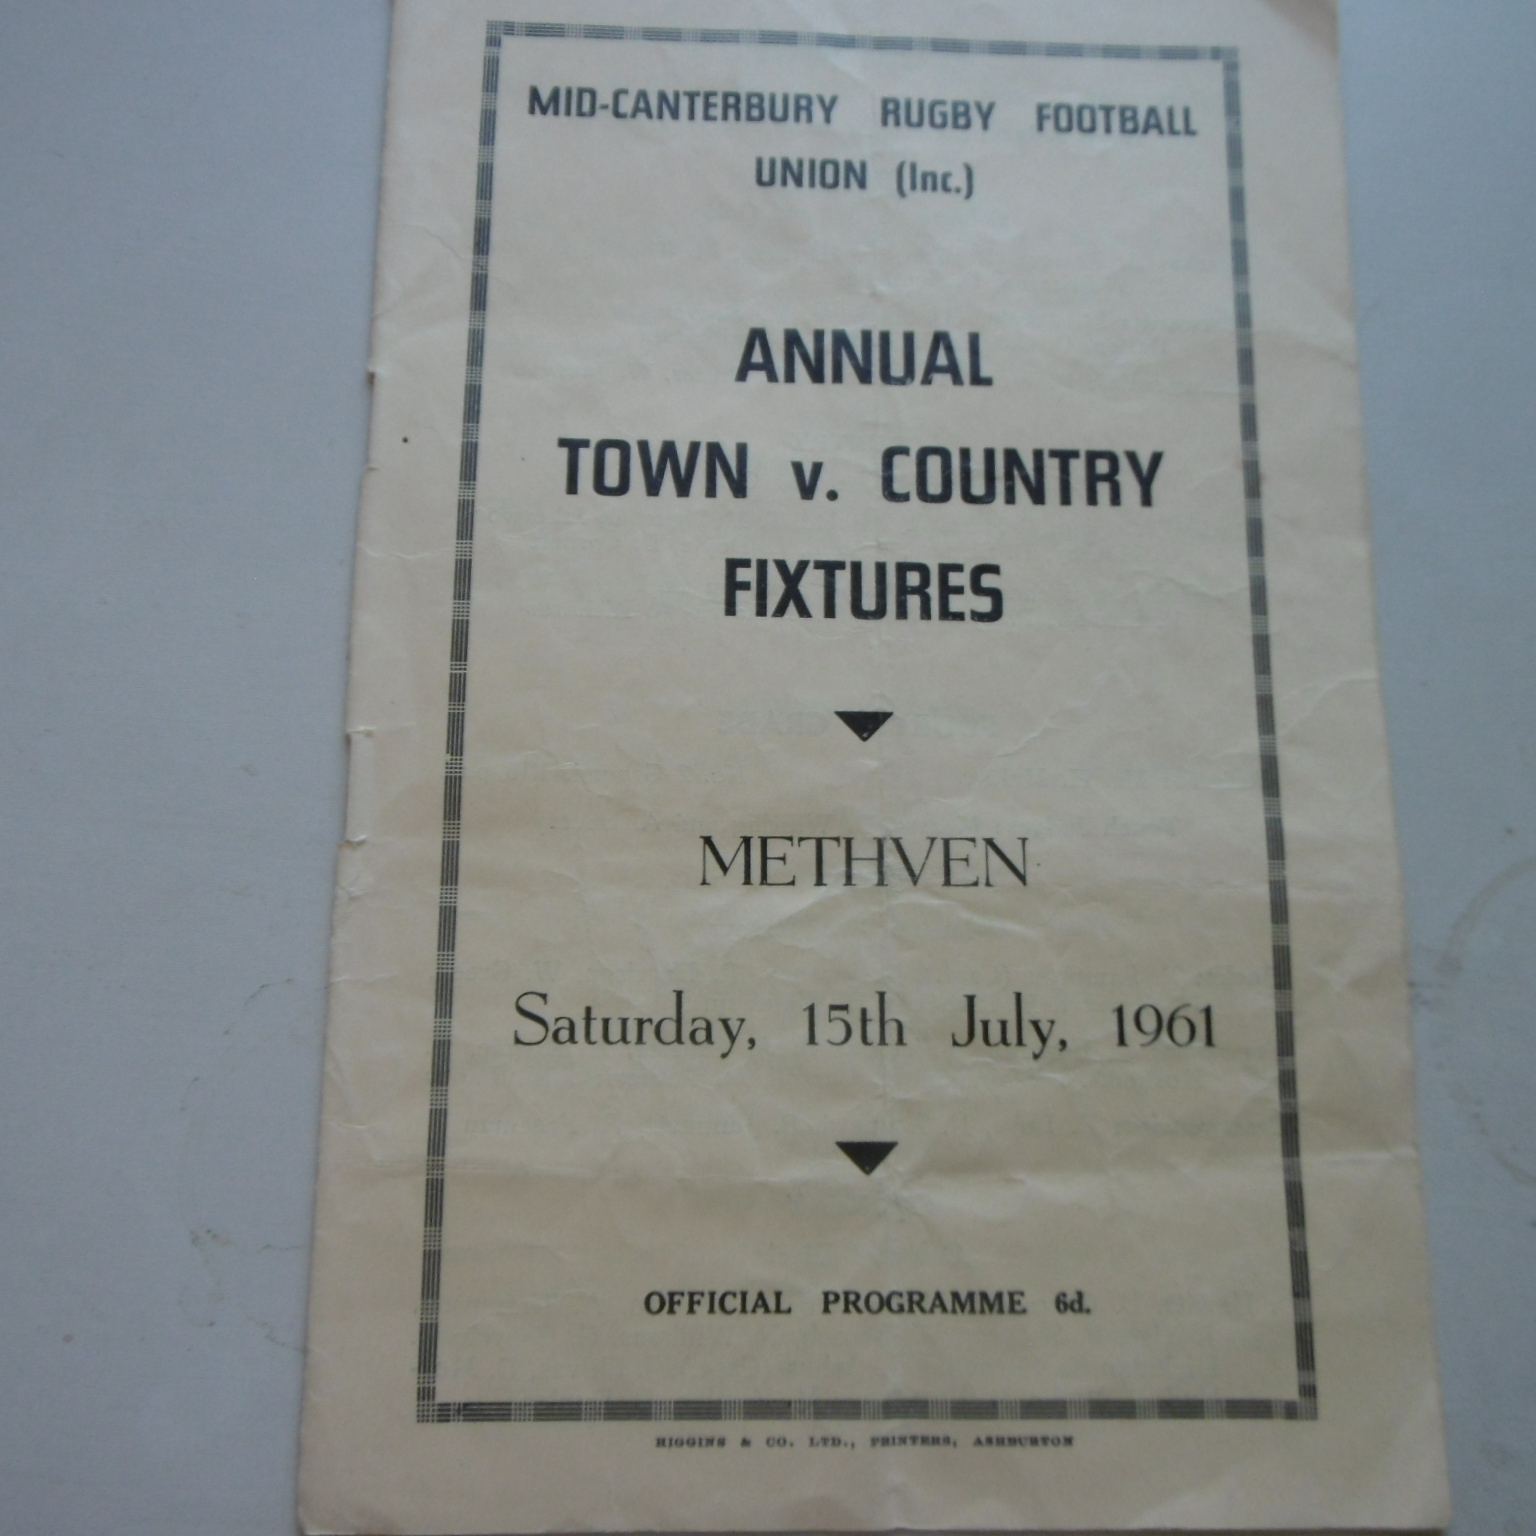 MID-CANTERBURY RUGBY FOOTBALL
UNION (Inc.)
ANNUAL
TOWN v. COUNTRY
FIXTURES
METHVEN
Saturday, 15th July, 1961
OFFICIAL PROGRAMME 6d.
HIGGINS & CO. LTD., PRINTERS, ASHBURTON